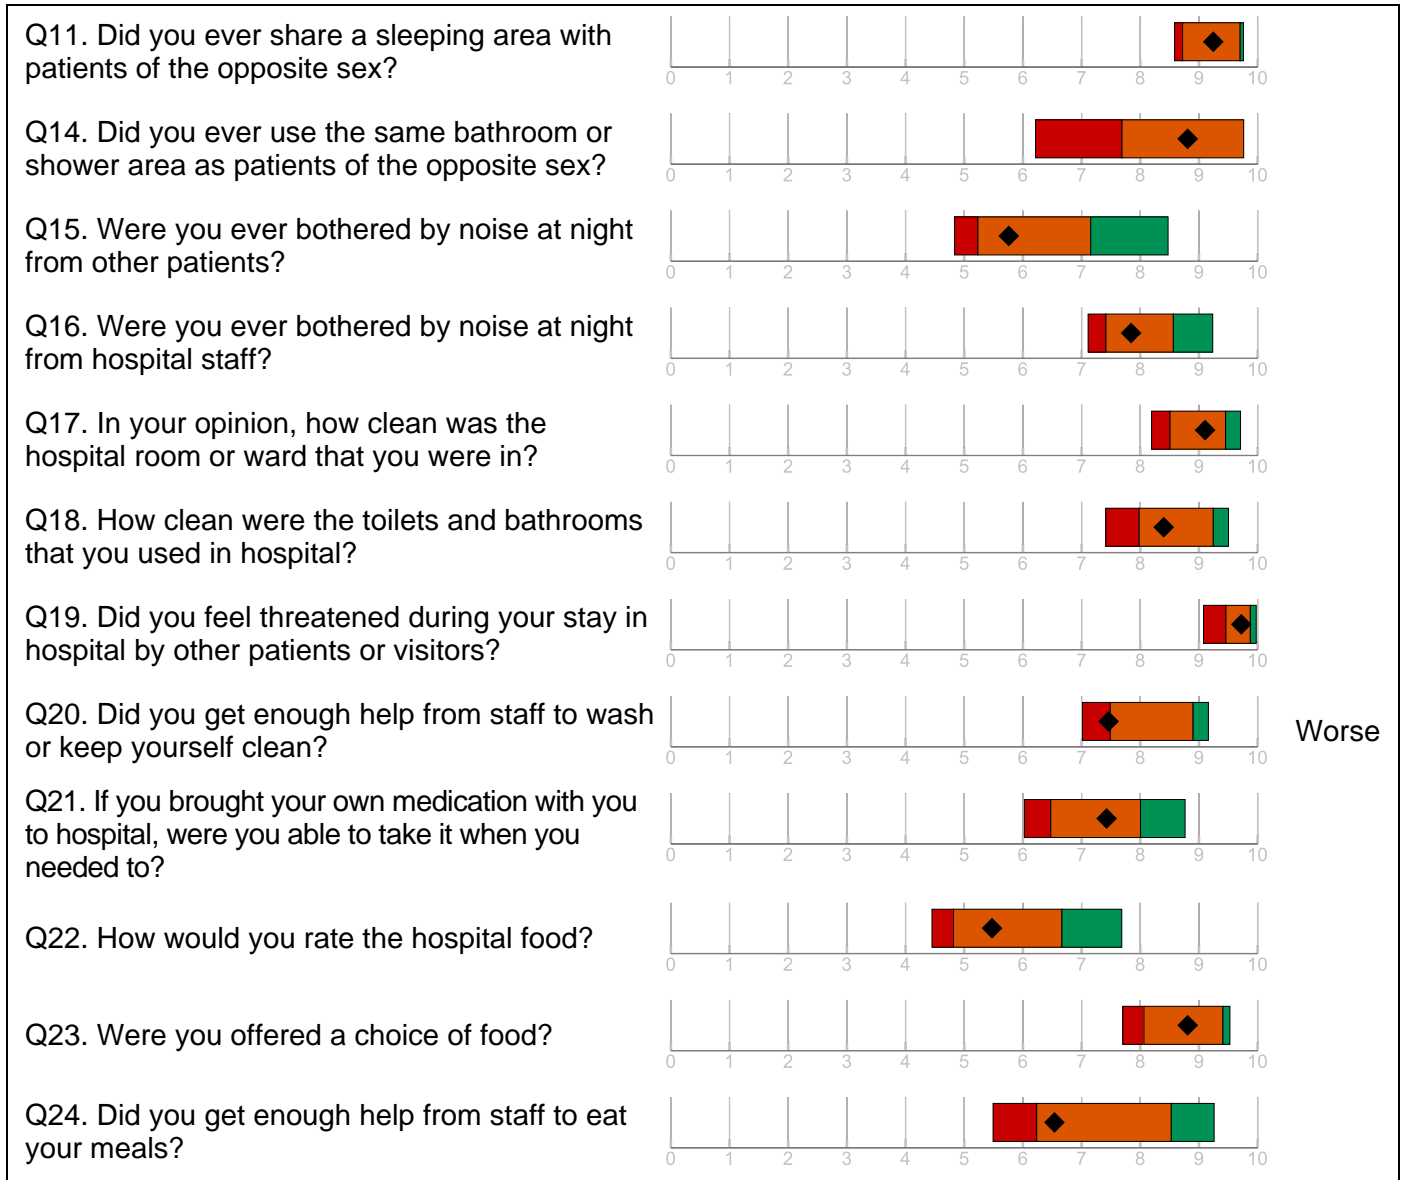 Q11. Did you ever share a sleeping area with
patients of the opposite sex?
0 1 2 3 4 5 6 7 8 9 10
Q14. Did you ever use the same bathroom or
shower area as patients of the opposite sex?
0 1 2 3 4 5 6 7 8 9 10
Q15. Were you ever bothered by noise at night
from other patients?
0 1 2 3 4 5 6 7 8 9 10
Q16. Were you ever bothered by noise at night
from hospital staff?
0 1 2 3 4 5 6 7 8 9 10
Q17. In your opinion, how clean was the
hospital room or ward that you were in?
0 1 2 3 4 5 6 7 8 9 10
Q18. How clean were the toilets and bathrooms
that you used in hospital?
0 1 2 3 4 5 6 7 8 9 10
Q19. Did you feel threatened during your stay in
hospital by other patients or visitors?
0 1 2 3 4 5 6 7 8 9 10
Q20. Did you get enough help from staff to wash
or keep yourself clean?
0 1 2 3 4 5 6 7 8 9 10
Worse
Q21. If you brought your own medication with you
to hospital, were you able to take it when you
needed to?
0 1 2 3 4 5 6 7 8 9 10
Q22. How would you rate the hospital food?
0 1 2 3 4 5 6 7 8 9 10
Q23. Were you offered a choice of food?
0 1 2 3 4 5 6 7 8 9 10
Q24. Did you get enough help from staff to eat
your meals?
0 1 2 3 4 5 6 7 8 9 10